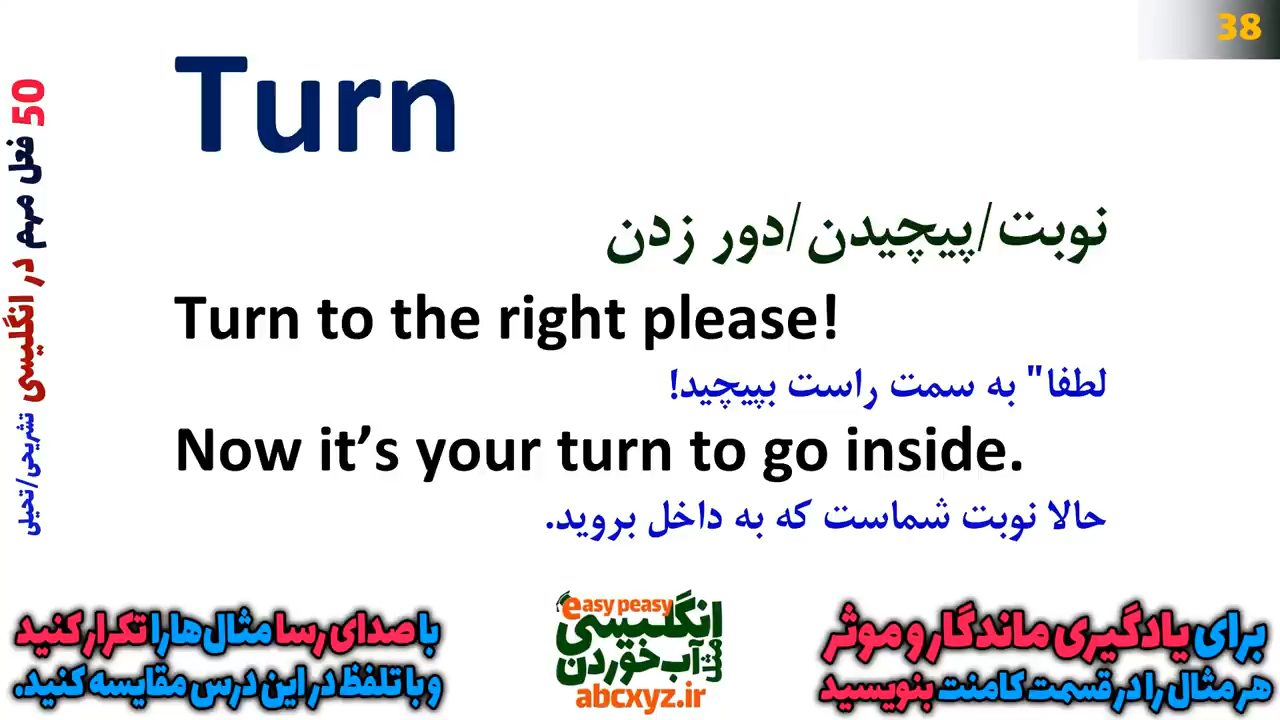 38
Turn
نوبت/پیچیدن/دور زدن
Turn to the right please!
لطفا" به سمت راست بپیچید!
Now it’s your turn to go inside.
حالا نوبت شماست که به داخل بروید.
50 فعل مهم در انگلیسی تشریحی/تحیلی
برای یادگیری ماندگار و موثر
هر مثال را در قسمت کامنت بنویسید
easy peasy
انگلیسی
مثل
آب خوردن
abcxyz.ir
با صدای رسا مثال‌ها را تکرار کنید
و با تلفظ در این درس مقایسه کنید.